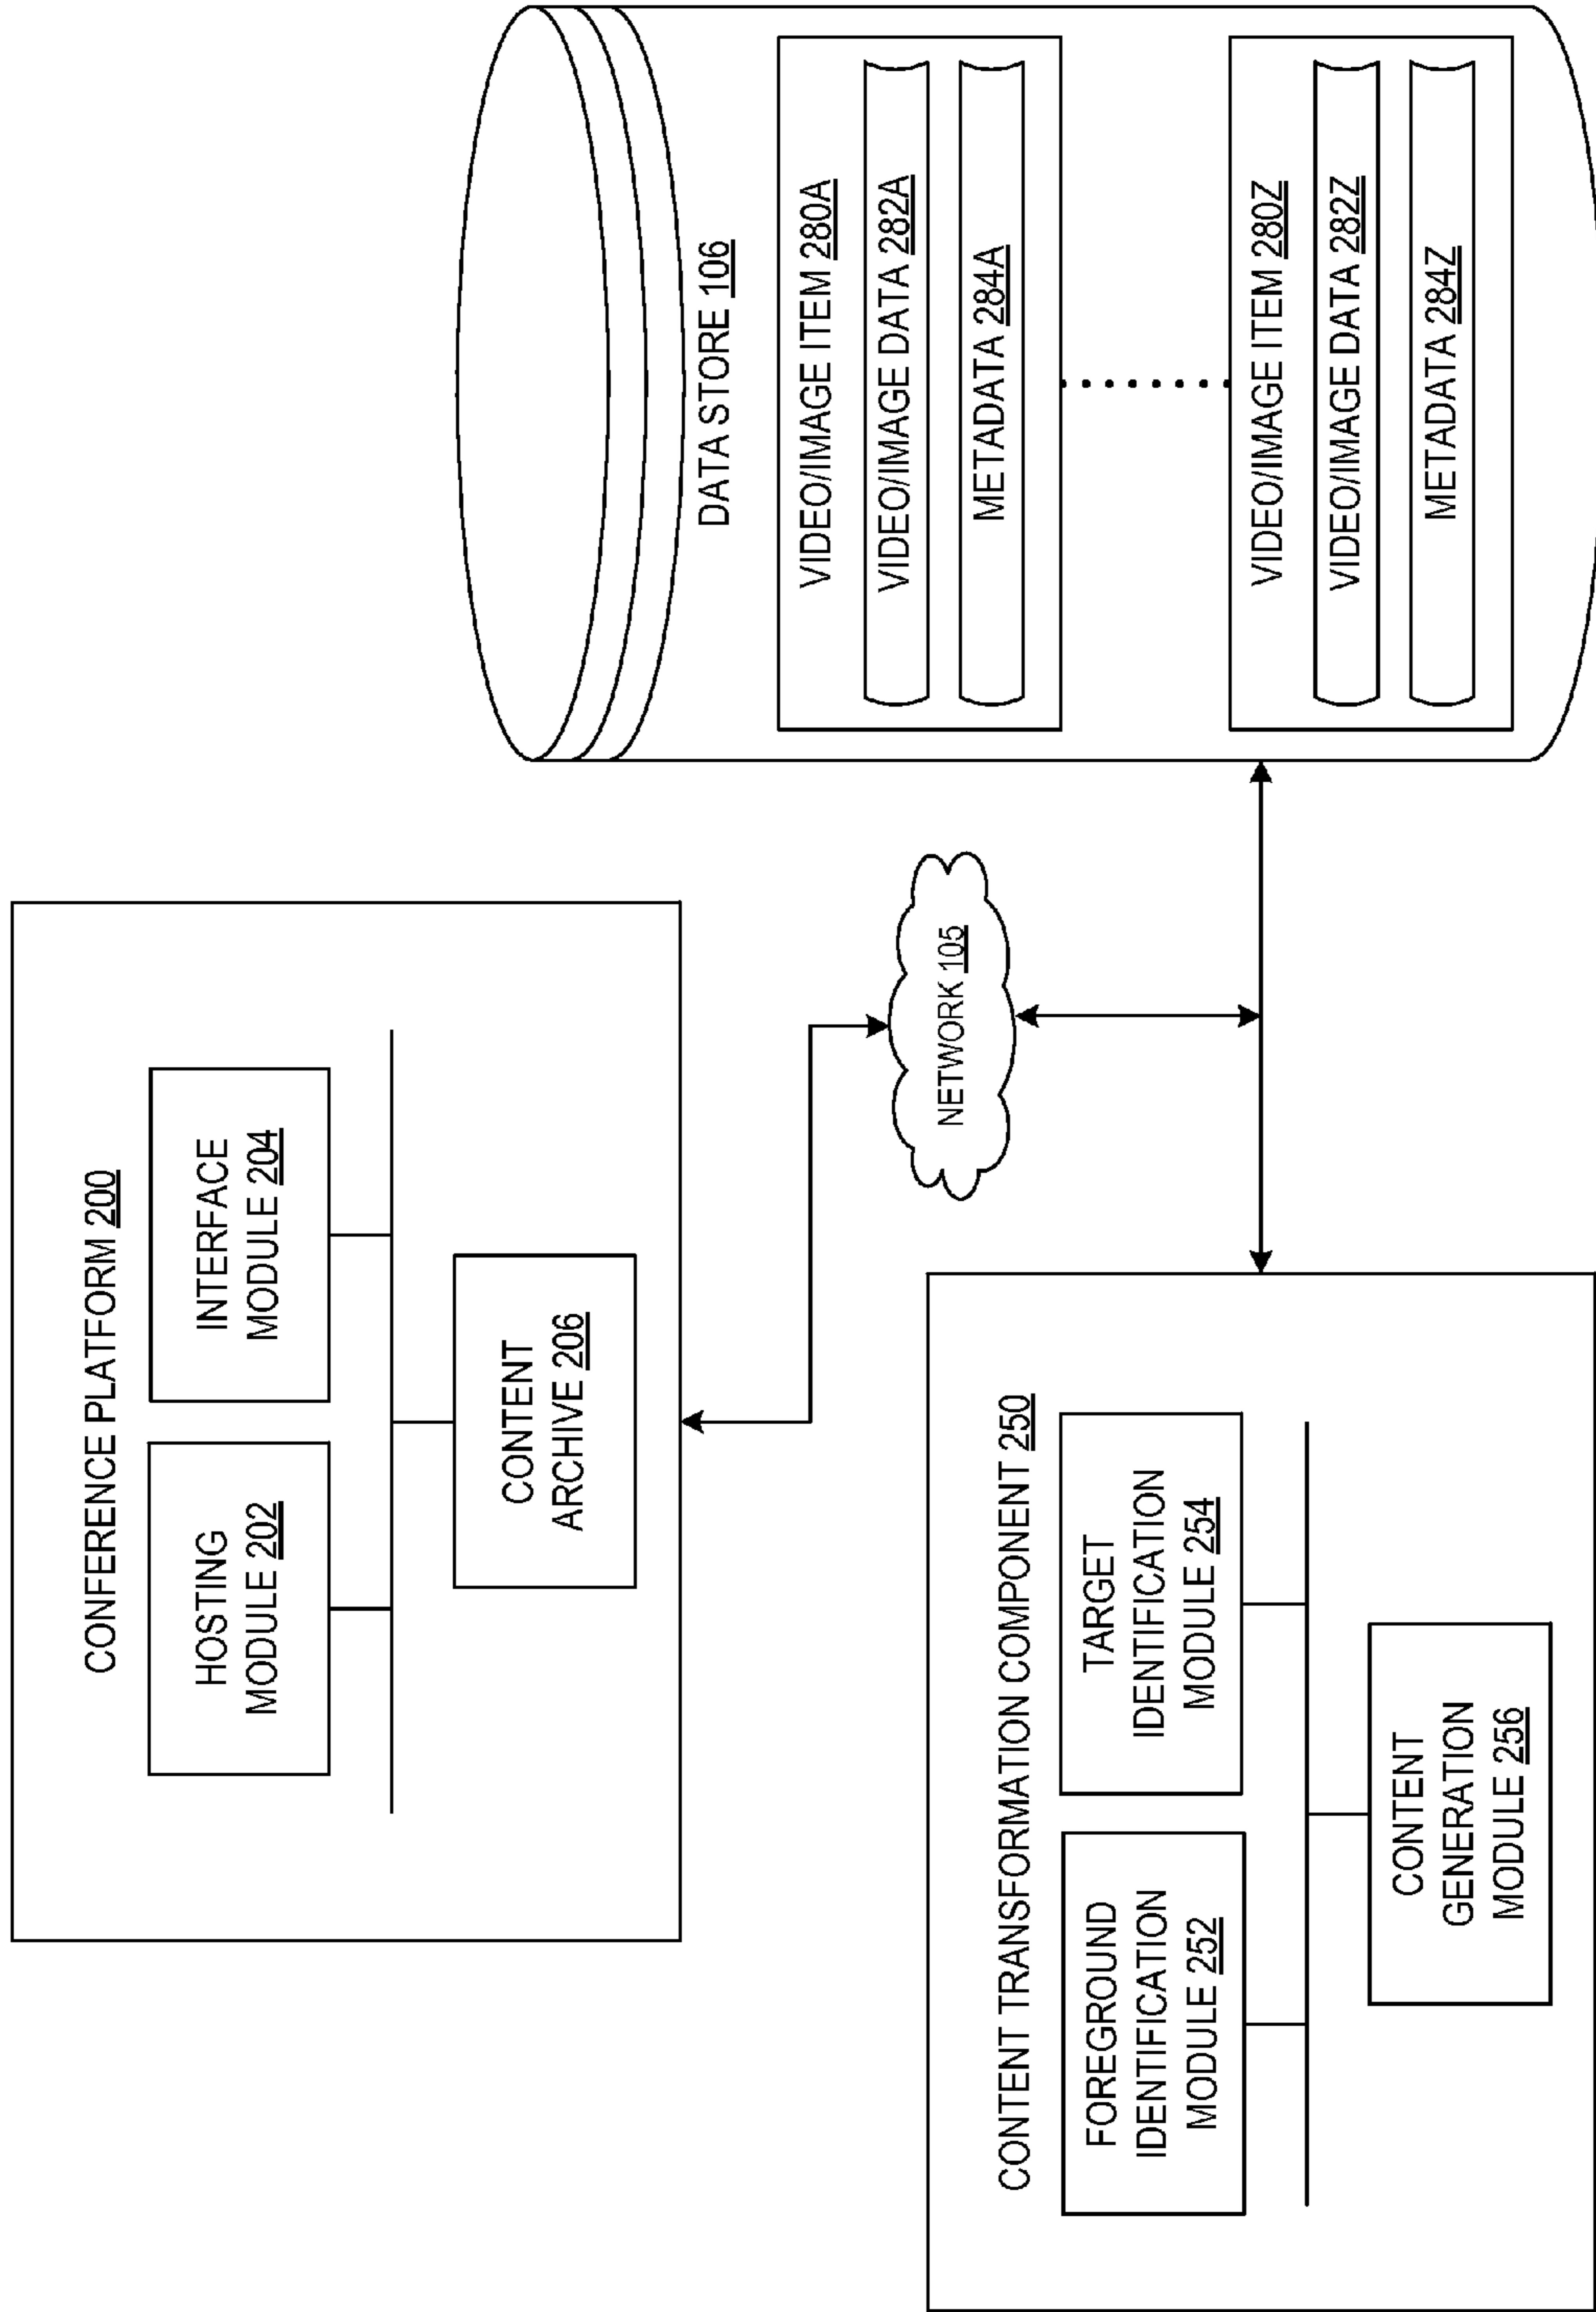 CONFERENCE PLATFORM 200
HOSTING
MODULE 202
INTERFACE
MODULE 204
CONTENT
ARCHIVE 206
NETWORK 105
CONTENT TRANSFORMATION COMPONENT 250
FOREGROUND
IDENTIFICATION
MODULE 252
TARGET
IDENTIFICATION
MODULE 254
CONTENT
GENERATION
MODULE 256
DATA STORE 106
VIDEO/IMAGE ITEM 280A
VIDEO/IMAGE DATA 282A
METADATA 284A
VIDEO/IMAGE ITEM 280Z
VIDEO/IMAGE DATA 282Z
METADATA 284Z